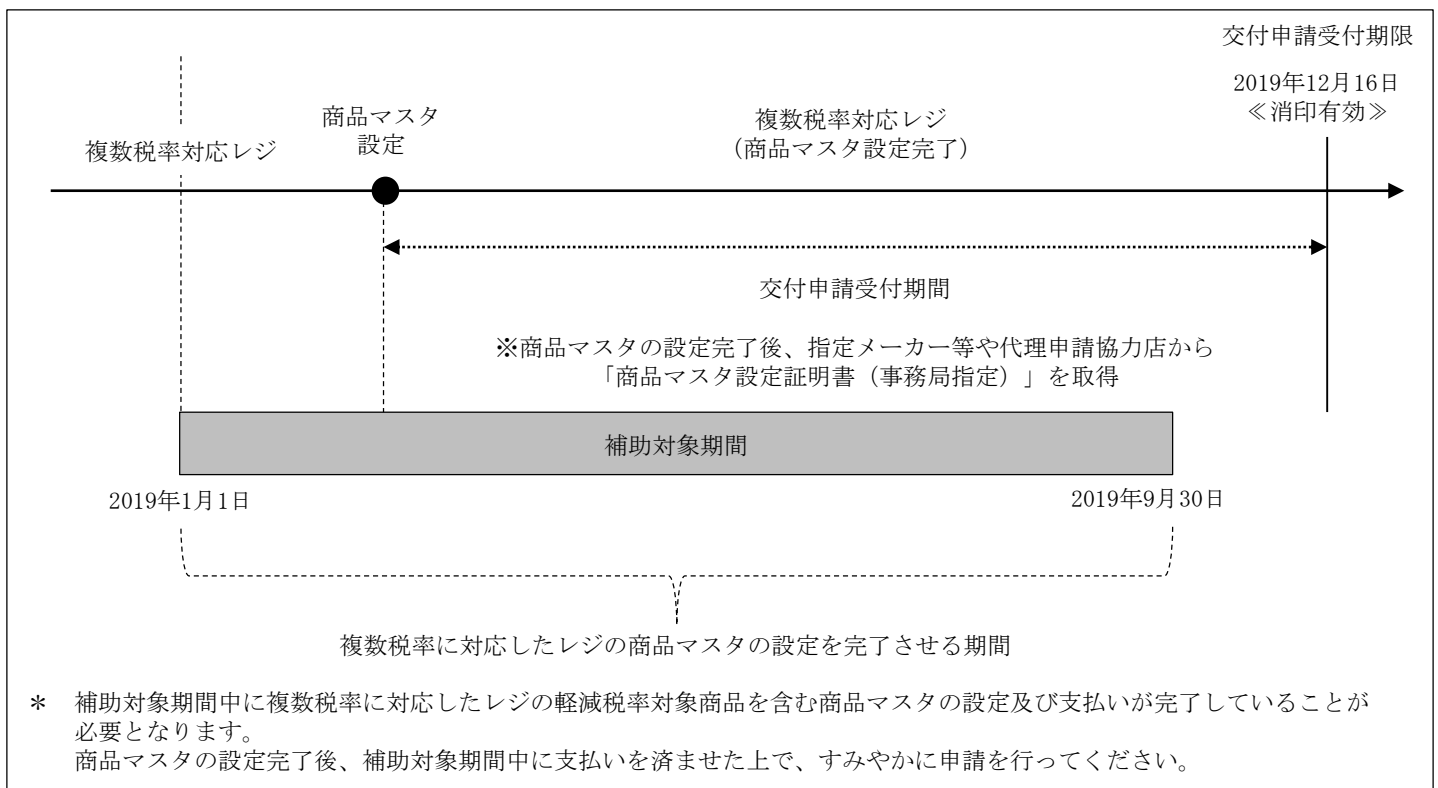 交付申請受付期限
2019年12月16日
≪消印有効≫
商品マスタ
設定
複数税率対応レジ
(商品マスタ設定完了)
複数税率対応レジ
交付申請受付期間
※商品マスタの設定完了後、指定メーカー等や代理申請協力店から
「商品マスタ設定証明書（事務局指定）」を取得
補助対象期間
2019年1月1日
2019年9月30日
複数税率に対応したレジの商品マスタの設定を完了させる期間
＊　補助対象期間中に複数税率に対応したレジの軽減税率対象商品を含む商品マスタの設定及び支払いが完了していることが
必要となります。
商品マスタの設定完了後、補助対象期間中に支払いを済ませた上で、すみやかに申請を行ってください。